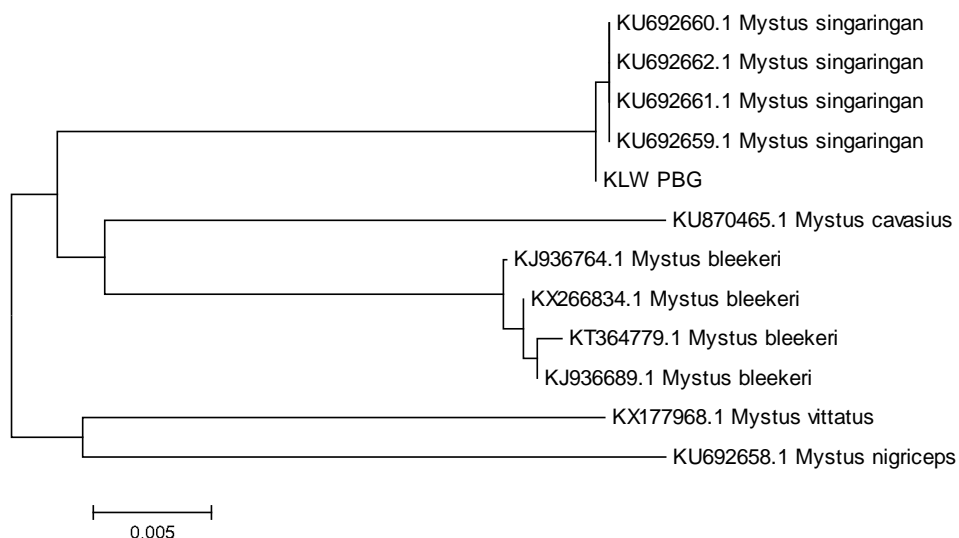 KU692660.1 Mystus singaringan
KU692662.1 Mystus singaringan
KU692661.1 Mystus singaringan
KU692659.1 Mystus singaringan
KLW PBG
KU870465.1 Mystus cavasius
KJ936764.1 Mystus bleekeri
KX266834.1 Mystus bleekeri
KT364779.1 Mystus bleekeri
KJ936689.1 Mystus bleekeri
KX177968.1 Mystus vittatus
KU692658.1 Mystus nigriceps
0.005